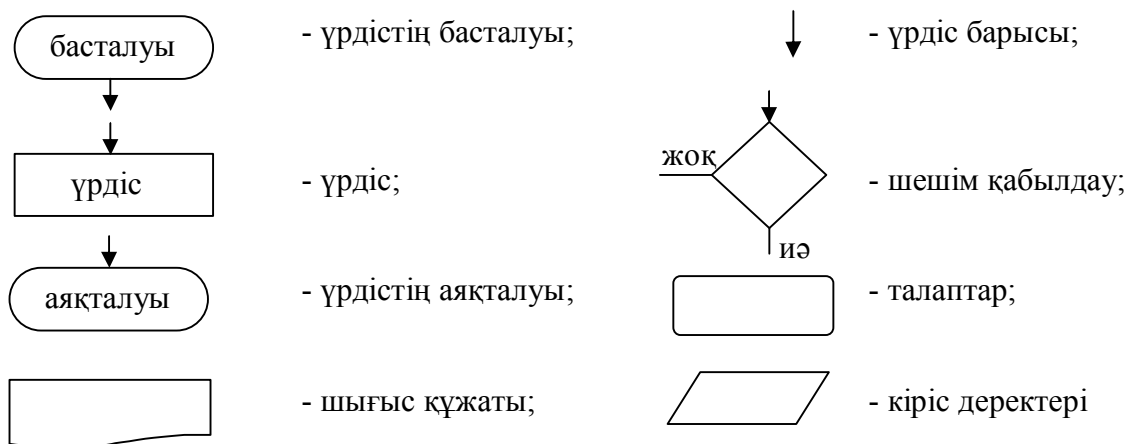 басталуы
- үрдістің басталуы;
- үрдіс барысы;
үрдіс
- үрдіс;
жоқ
- шешім қабылдау;
иә
аяқталуы
- үрдістің аяқталуы;
- талаптар;
- шығыс құжаты;
- кіріс деректері